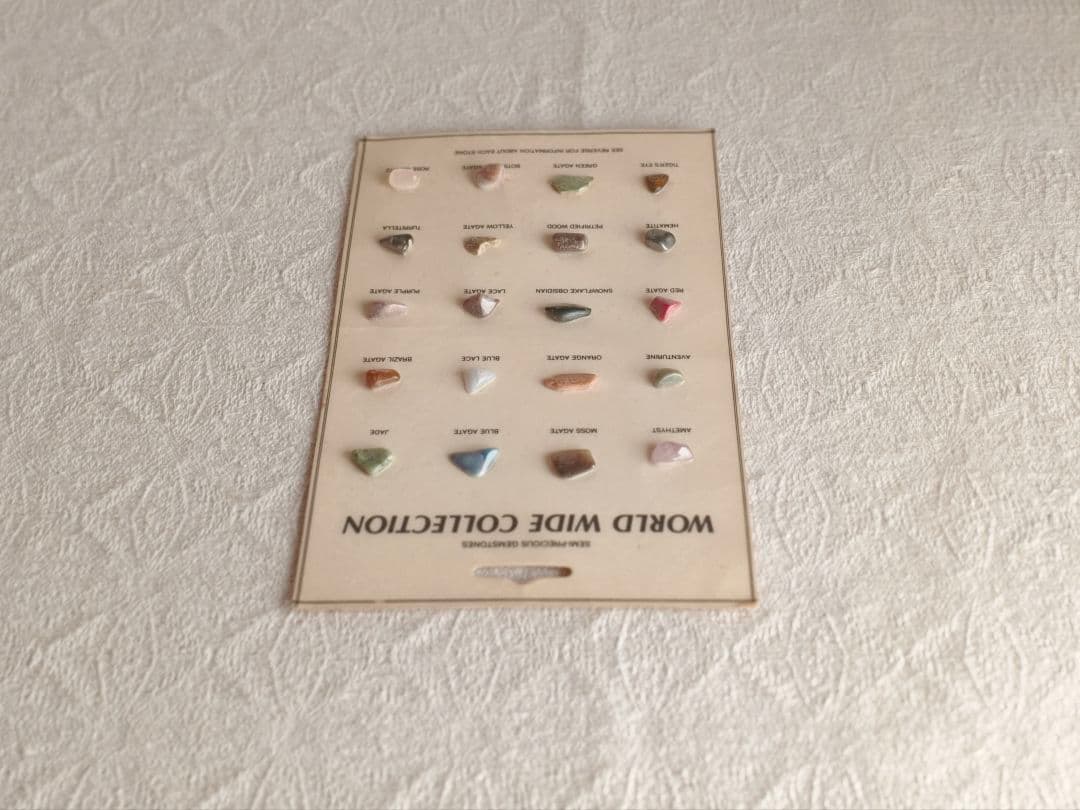 SEMI-PRECIOUS GEMSTONES
WORLD WIDE COLLECTION
AMETHYST MOSS AGATE BLUE AGATE JADE
AVENTURINE ORANGE AGATE BLUE LACE BRAZIL AGATE
RED AGATE SNOWFLAKE OBSIDIAN LACE AGATE PURPLE AGATE
HEMATITE PETRIFIED WOOD YELLOW AGATE TURRITELLA
TIGER'S EYE GREEN AGATE AGATE ROSE
SEE REVERSE FOR INFORMATION ABOUT EACH STONE